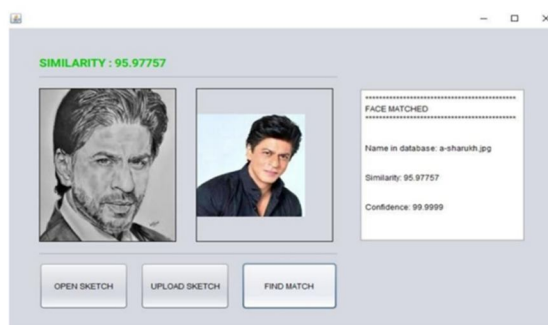 SIMILARITY : 95.97757
**********************************************
FACE MATCHED
**********************************************
Name in database: a-sharukh.jpg
Similarity: 95.97757
Confidence: 99.9999
OPEN SKETCH
UPLOAD SKETCH
FIND MATCH